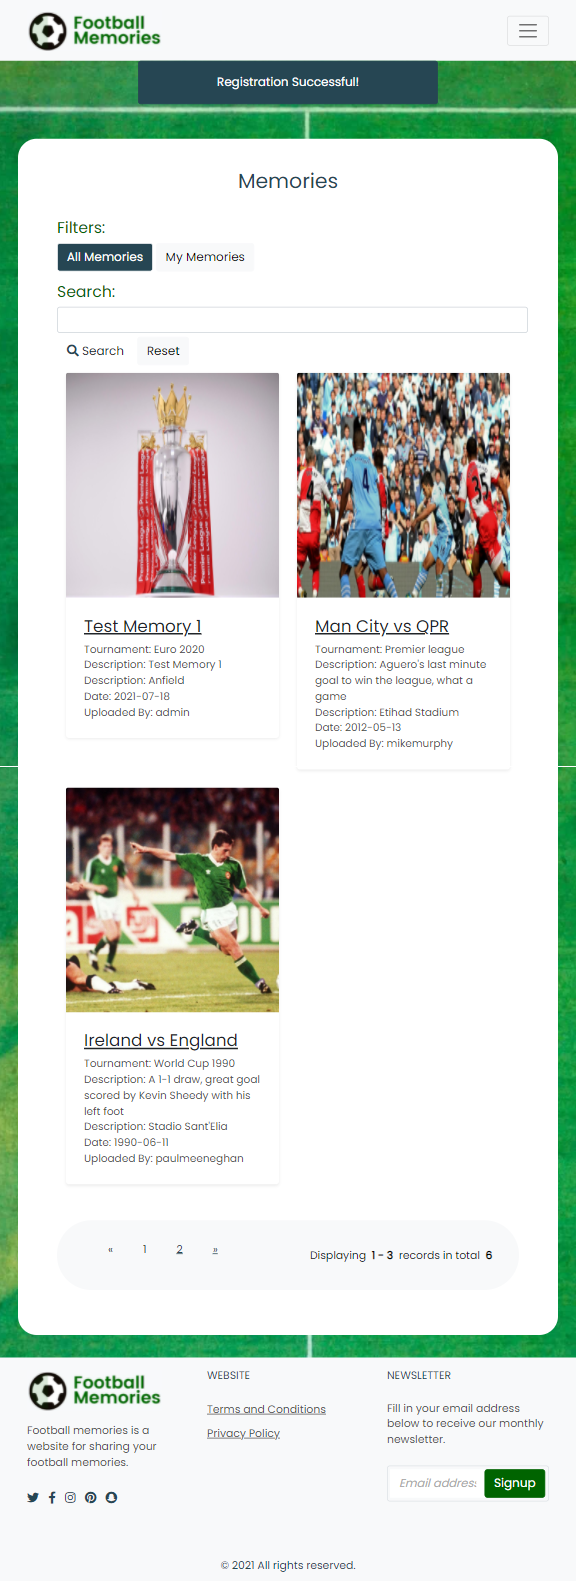 Football
Memories
Registration Successful!
Memories
Filters:
All Memories My Memories
Search:
Search Reset
Test Memory 1
Tournament: Euro 2020
Description: Test Memory 1
Description: Anfield
Date: 2021-07-18
Uploaded By: admin
Man City vs QPR
Tournament: Premier league
Description: Aguero's last minute
goal to win the league, what a
game
Description: Etihad Stadium
Date: 2012-05-13
Uploaded By: mikemurphy
Ireland vs England
Tournament: World Cup 1990
Description: A 1-1 draw, great goal
scored by Kevin Sheedy with his
left foot
Description: Stadio Sant'Elia
Date: 1990-06-11
Uploaded By: paulmeeneghan
« 1 2 »
Displaying 1 - 3 records in total 6
Football
Memories
Football memories is a
website for sharing your
football memories.
WEBSITE
Terms and Conditions
Privacy Policy
NEWSLETTER
Fill in your email address
below to receive our monthly
newsletter.
Email address Signup
© 2021 All rights reserved.